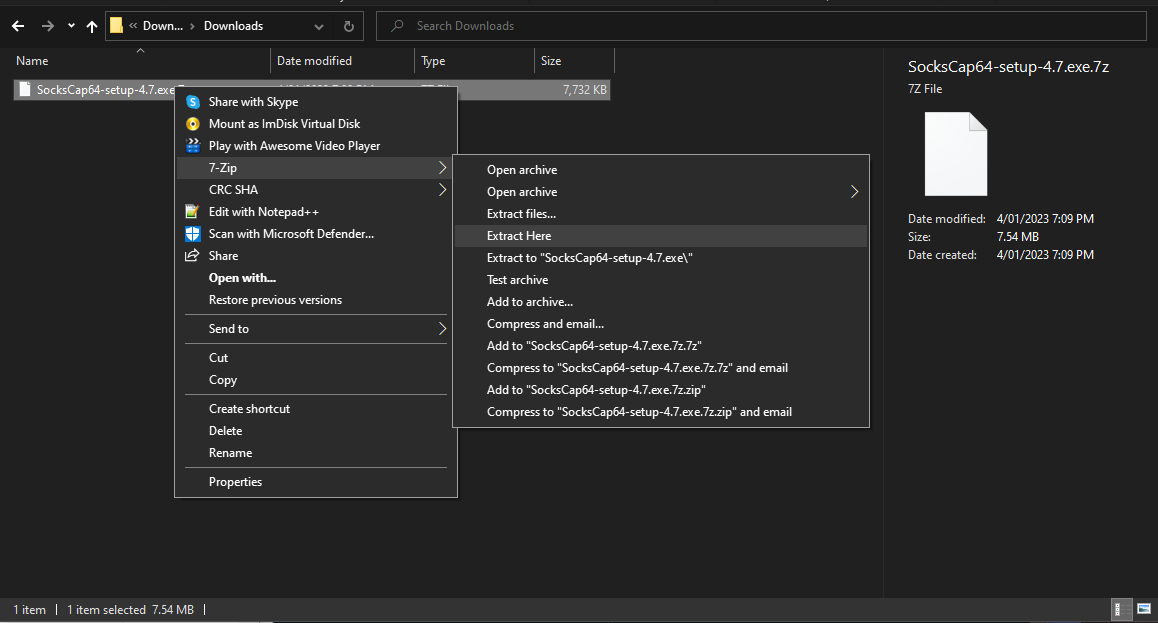 « Down... › Downloads
Search Downloads
Name Date modified Type Size
SocksCap64-setup-4.7.exe 7,732 KB
Share with Skype
Mount as ImDisk Virtual Disk
Play with Awesome Video Player
7-Zip
CRC SHA
Edit with Notepad++
Scan with Microsoft Defender...
Share
Open with...
Restore previous versions
Send to
Cut
Copy
Create shortcut
Delete
Rename
Properties
Open archive
Open archive
Extract files...
Extract Here
Extract to "SocksCap64-setup-4.7.exe\"
Test archive
Add to archive...
Compress and email...
Add to "SocksCap64-setup-4.7.exe.7z.7z"
Compress to "SocksCap64-setup-4.7.exe.7z.7z" and email
Add to "SocksCap64-setup-4.7.exe.7z.zip"
Compress to "SocksCap64-setup-4.7.exe.7z.zip" and email
SocksCap64-setup-4.7.exe.7z
7Z File
Date modified: 4/01/2023 7:09 PM
Size: 7.54 MB
Date created: 4/01/2023 7:09 PM
1 item | 1 item selected 7.54 MB |